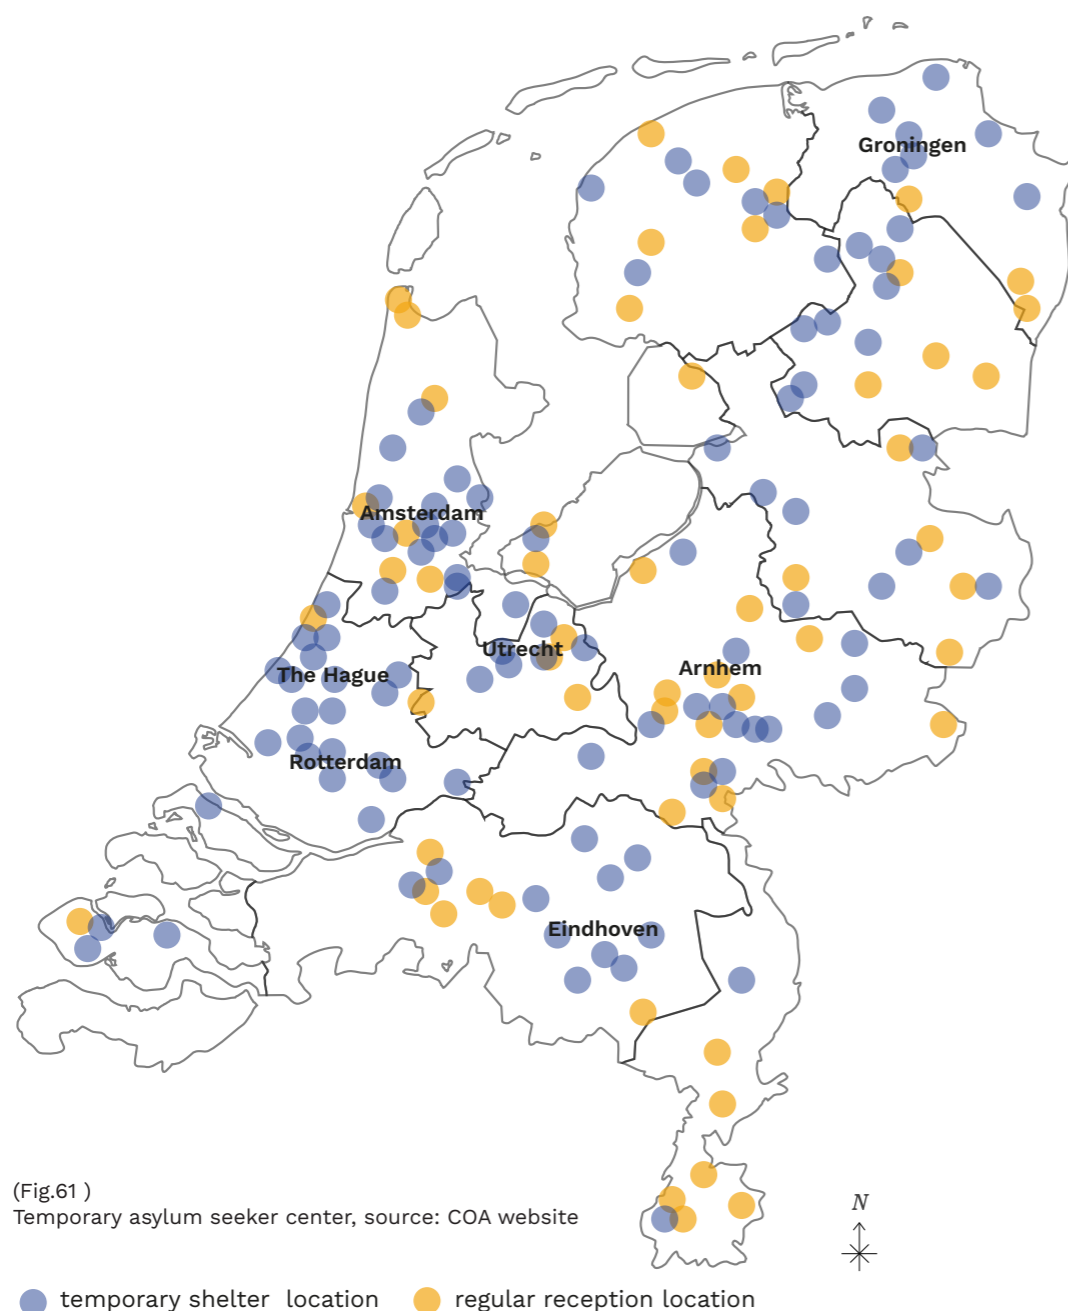 Groningen
Amsterdam
Utrecht
The Hague
Arnhem
Rotterdam
Eindhoven
(Fig.61 )
Temporary asylum seeker center, source: COA website
N
temporary shelter location
regular reception location